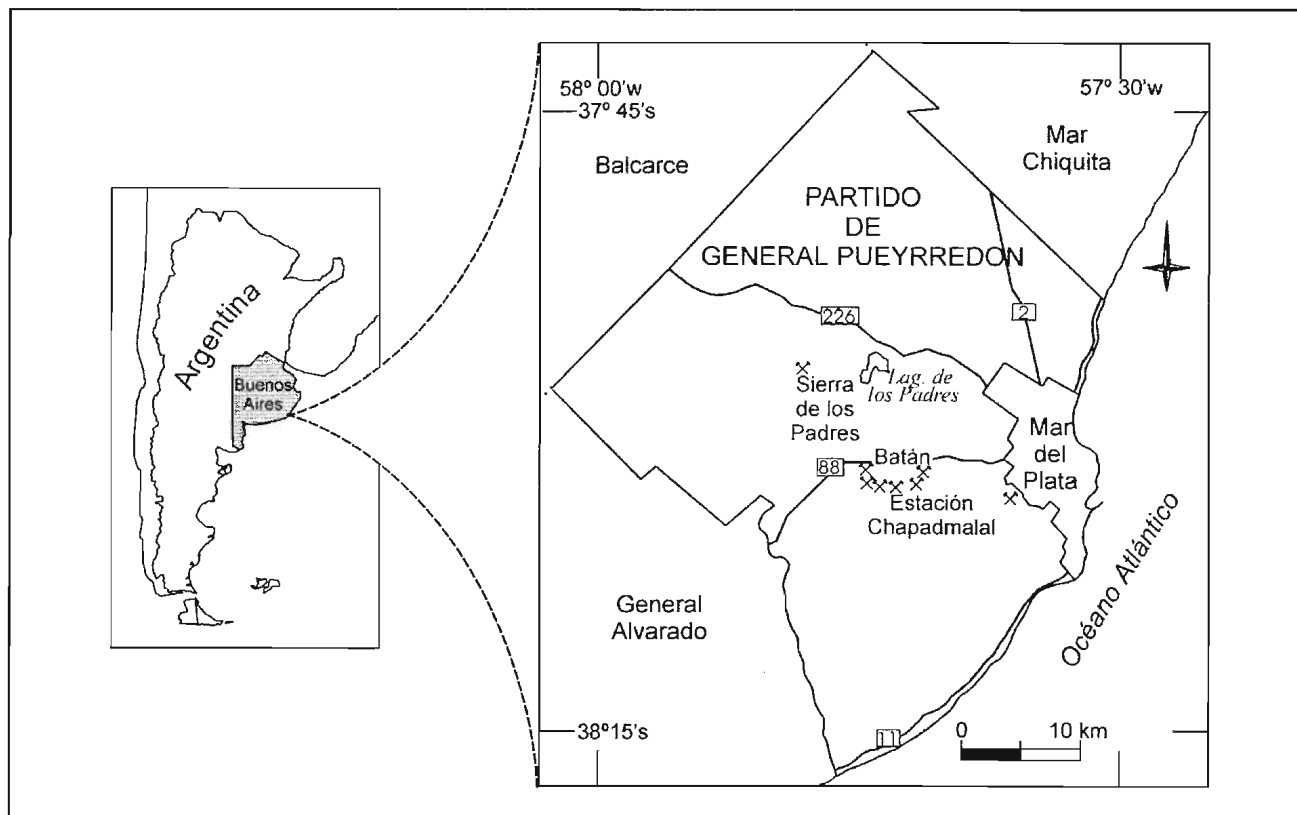 Argentina
Buenos
Aires
58º 00'w
57º 30'w
37º 45's
Balcarce
Mar
Chiquita
PARTIDO
DE
GENERAL PUEYRREDON
226
2
Sierra
de los
Padres
Lag. de
los Padres
Mar
del
Plata
88
Batán
Estación
Chapadmalal
General
Alvarado
Océano Atlántico
38º15's
11
0
10 km